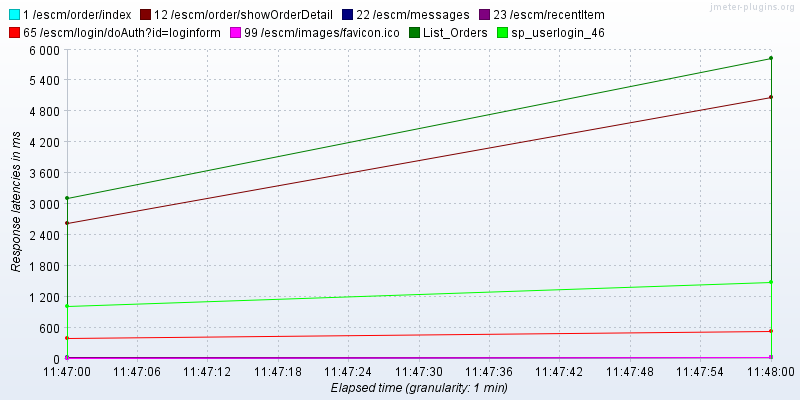 jmeter-plugins.org
1 /escm/order/index 12 /escm/order/showOrderDetail 22 /escm/messages 23 /escm/recentItem
65 /escm/login/doAuth?id=loginform 99 /escm/images/favicon.ico List_Orders sp_userlogin_46
6 000
5 400
4 800
4 200
3 600
3 000
2 400
1 800
1 200
600
0
Response latencies in ms
11:47:00 11:47:06 11:47:12 11:47:18 11:47:24 11:47:30 11:47:36 11:47:42 11:47:48 11:47:54 11:48:00
Elapsed time (granularity: 1 min)